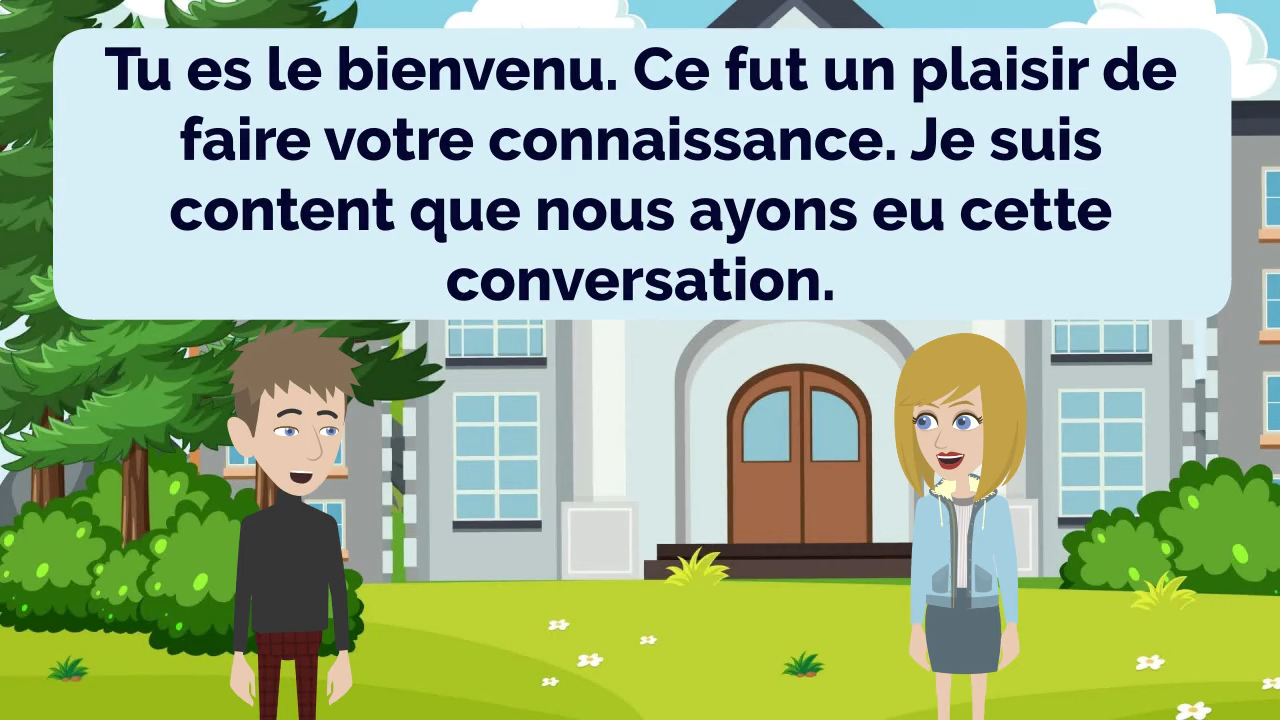 Tu es le bienvenu. Ce fut un plaisir de
faire votre connaissance. Je suis
content que nous ayons eu cette
conversation.